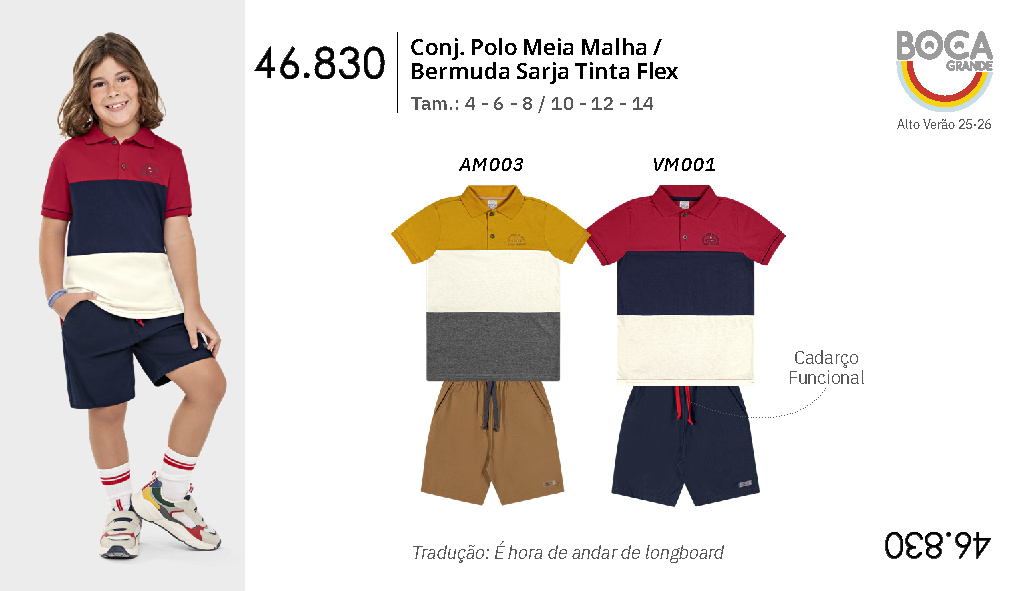 46.830
Conj. Polo Meia Malha /
Bermuda Sarja Tinta Flex
Tam.: 4 - 6 - 8 / 10 - 12 - 14
BOCA
GRANDE
Alto Verão 25-26
AM003
VM001
Cadarço
Funcional
Tradução: É hora de andar de longboard
46.830